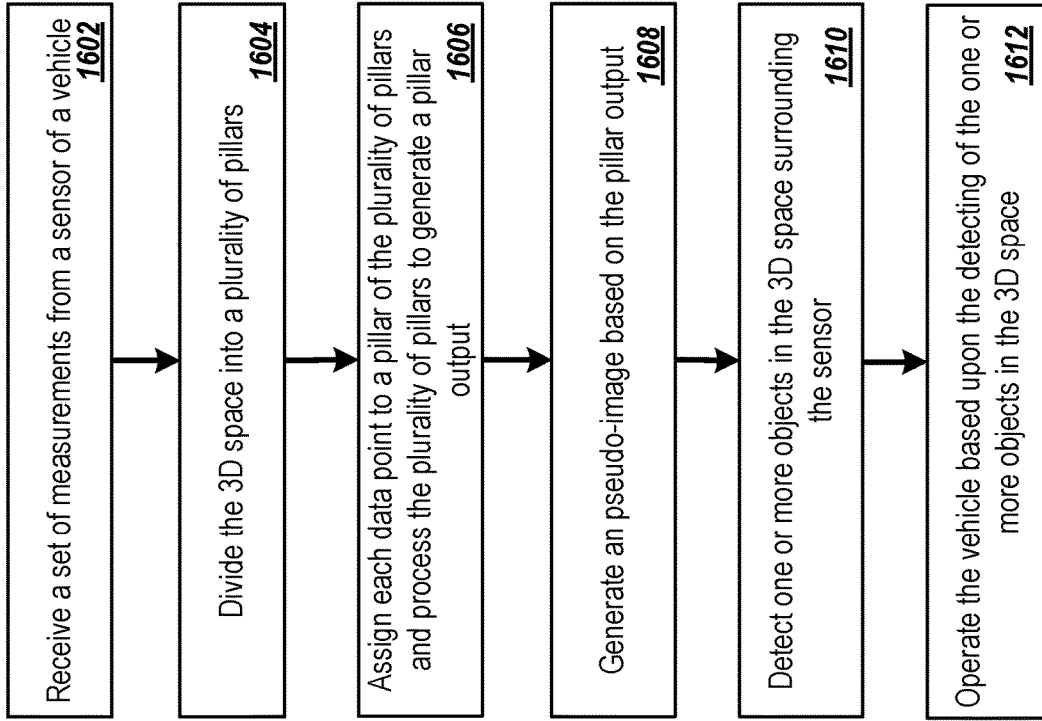 Receive a set of measurements from a sensor of a vehicle
1602
Divide the 3D space into a plurality of pillars
1604
Assign each data point to a pillar of the plurality of pillars
and process the plurality of pillars to generate a pillar
output
1606
Generate an pseudo-image based on the pillar output
1608
Detect one or more objects in the 3D space surrounding
the sensor
1610
Operate the vehicle based upon the detecting of the one or
more objects in the 3D space
1612